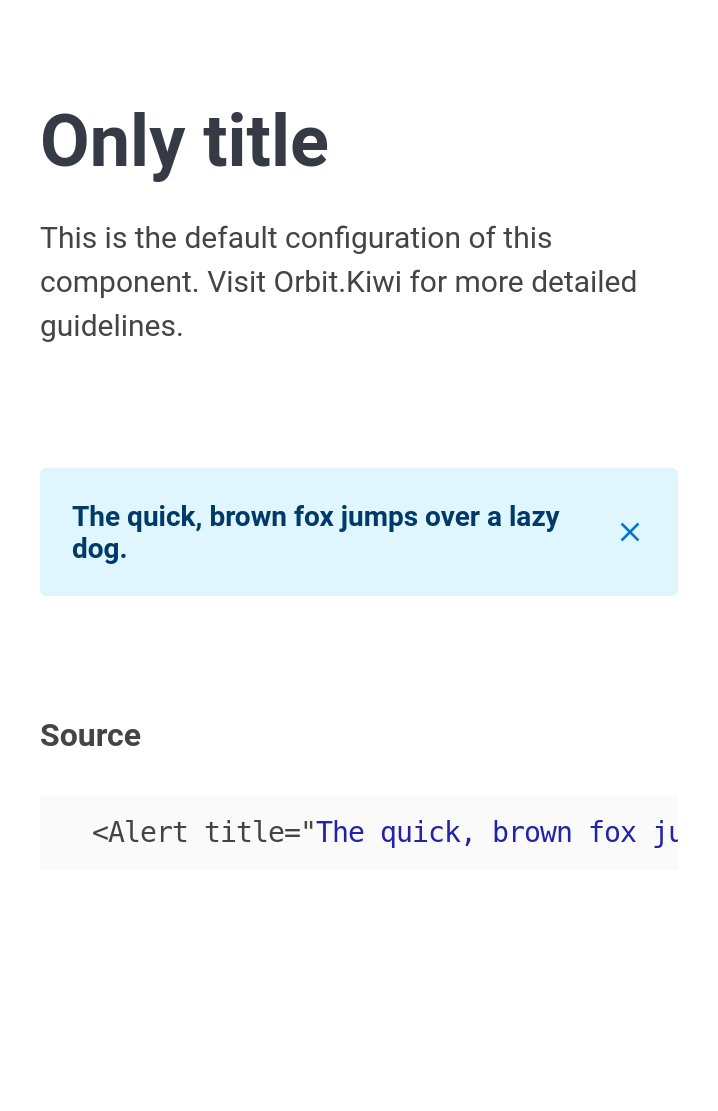 Only title
This is the default configuration of this
component. Visit Orbit.Kiwi for more detailed
guidelines.
The quick, brown fox jumps over a lazy
dog.
Source
<Alert title="The quick, brown fox ju